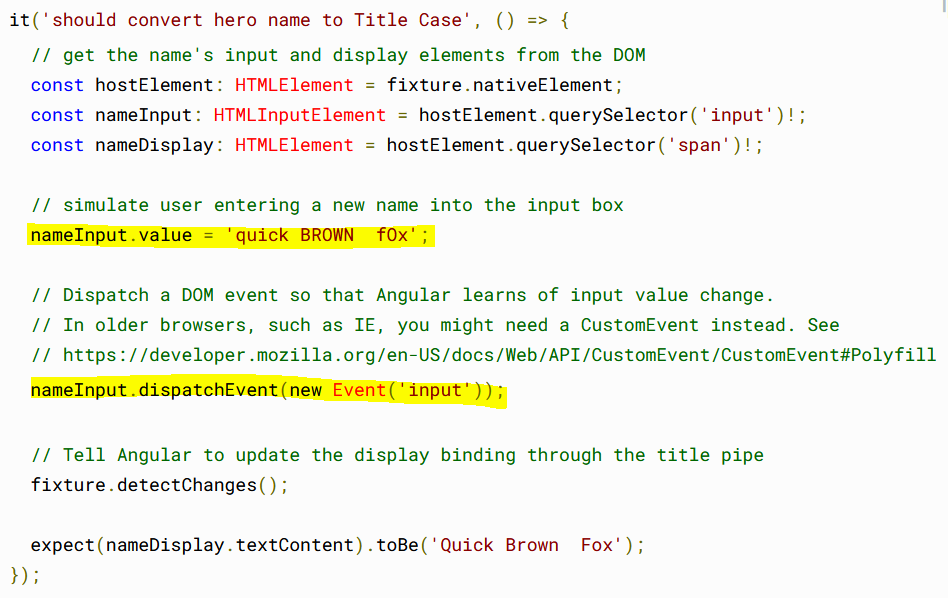 it('should convert hero name to Title Case', () => {
// get the name's input and display elements from the DOM
const hostElement: HTMLElement = fixture.nativeElement;
const nameInput: HTMLInputElement = hostElement.querySelector('input')!;
const nameDisplay: HTMLElement = hostElement.querySelector('span')!;
// simulate user entering a new name into the input box
nameInput.value = 'quick BROWN  fOx';
// Dispatch a DOM event so that Angular learns of input value change.
// In older browsers, such as IE, you might need a CustomEvent instead. See
// https://developer.mozilla.org/en-US/docs/Web/API/CustomEvent/CustomEvent#Polyfill
nameInput.dispatchEvent(new Event('input'));
// Tell Angular to update the display binding through the title pipe
fixture.detectChanges();
expect(nameDisplay.textContent).toBe('Quick Brown  Fox');
});